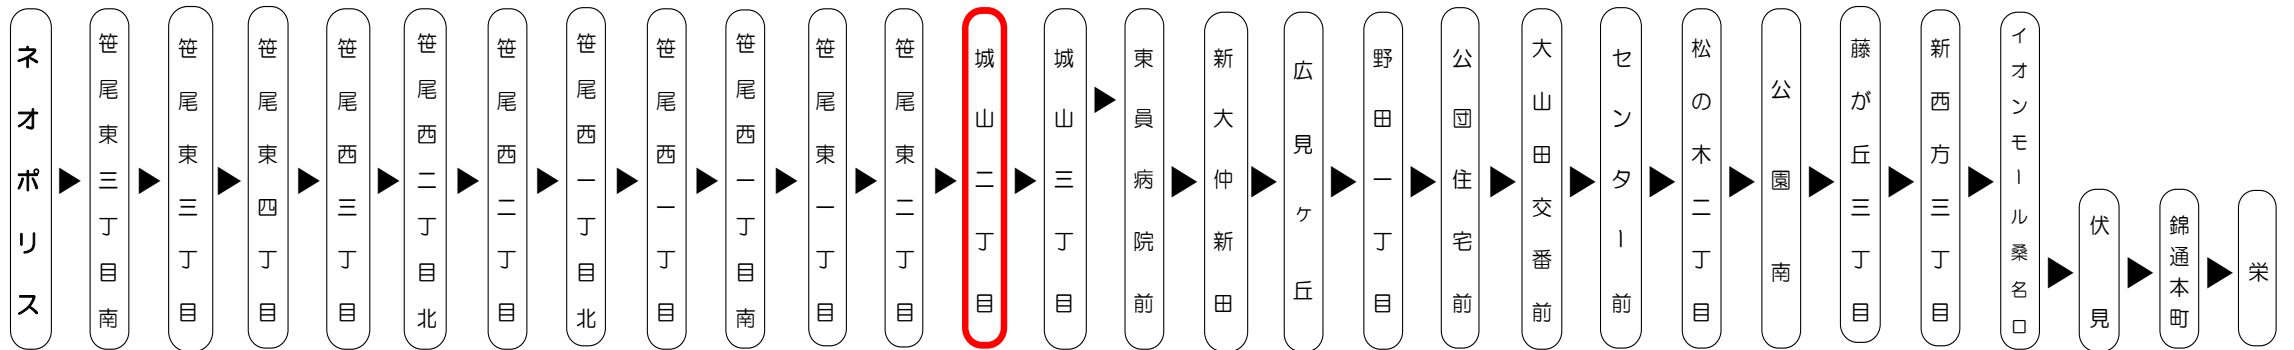 ネオポリス
笹尾東三丁目南
笹尾東三丁目
笹尾東四丁目
笹尾西三丁目
笹尾西二丁目北
笹尾西二丁目
笹尾西一丁目北
笹尾西一丁目
笹尾西一丁目南
笹尾東一丁目
笹尾東二丁目
城山二丁目
城山三丁目
東員病院前
新大仲新田
広見ヶ丘
野田一丁目
公団住宅前
大山田交番前
センター前
松の木二丁目
公園南
藤が丘三丁目
新西方三丁目
イオンモール桑名口
伏見
錦通本町
栄